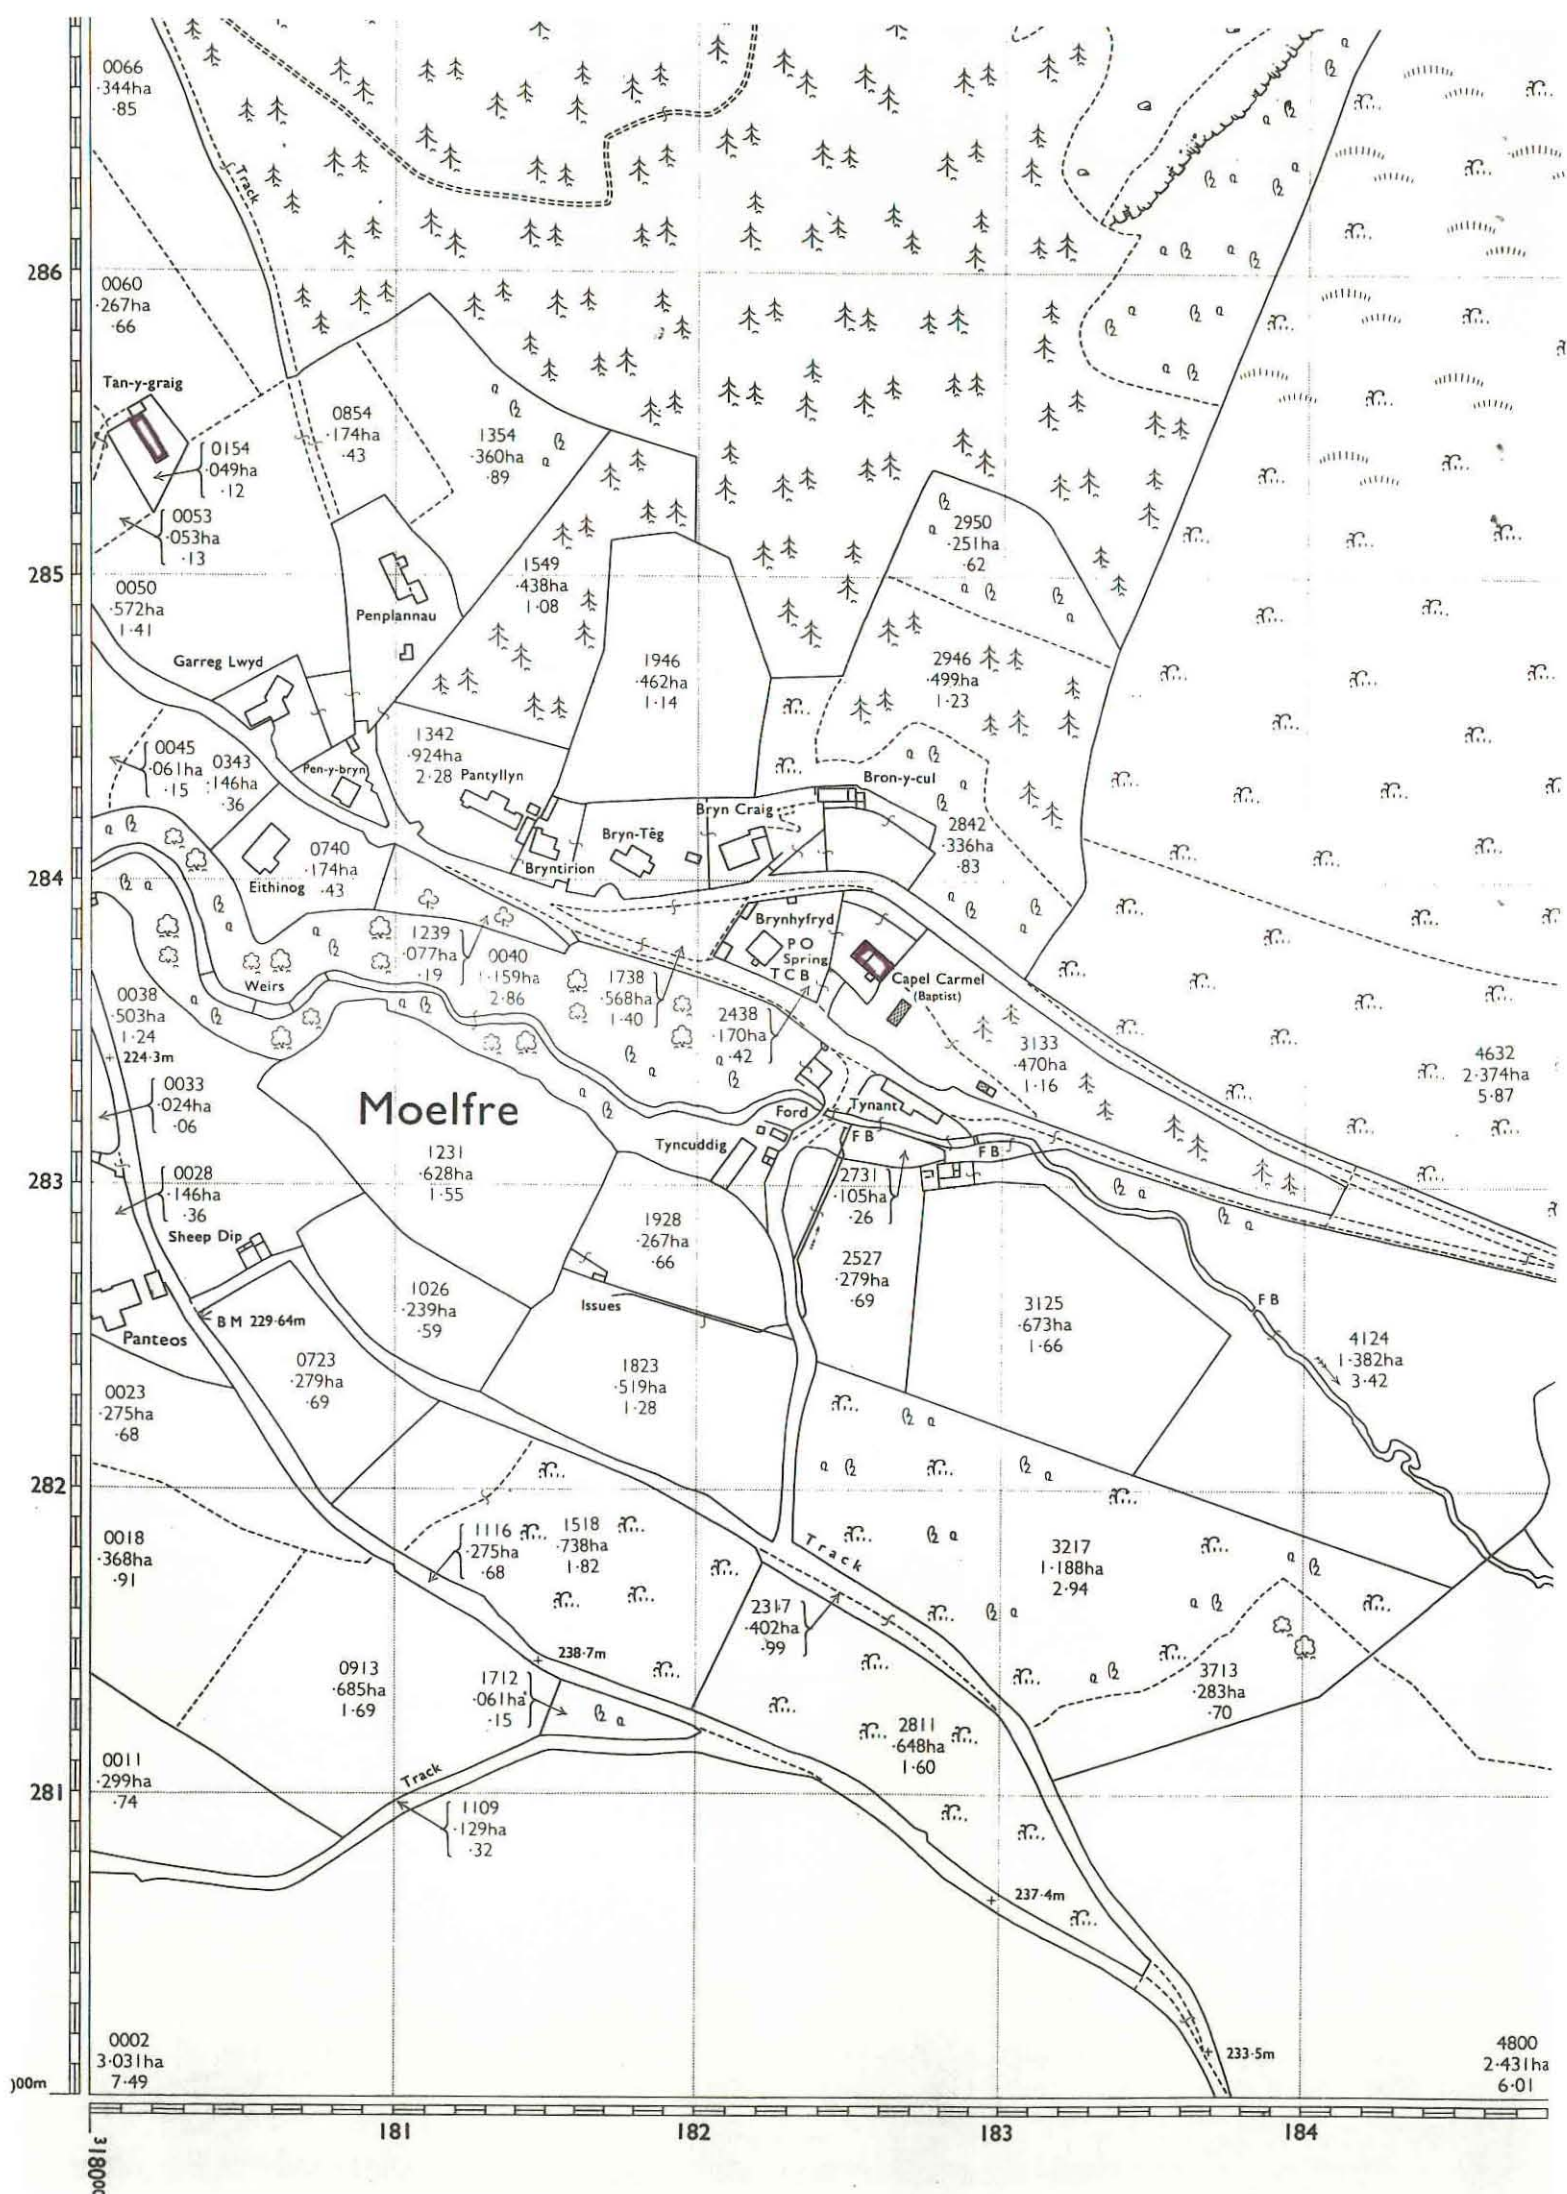 0066
·344ha
·85
Track
286
0060
·267ha
·66
Tan-y-graig
0154
·049ha
·12
0053
·053ha
·13
0854
·174ha
·43
1354
·360ha
·89
2950
·251ha
·62
285
0050
·572ha
1·41
Penplannau
1549
·438ha
1·08
Garreg Lwyd
1946
·462ha
1·14
2946
·499ha
1·23
0045
·061ha
·15
0343
·146ha
·36
Pen-y-bryn
1342
·924ha
2·28
Pantyllyn
Bron-y-cul
Bryn Craig
Bryn-Têg
Bryntirion
2842
·336ha
·83
284
Eithinog
0740
·174ha
·43
1239
·077ha
·19
0040
1·159ha
2·86
Brynhyfryd
PO
Spring
TCB
Capel Carmel
(Baptist)
Weirs
1738
·568ha
1·40
2438
·170ha
·42
0038
·503ha
1·24
224·3m
3133
·470ha
1·16
4632
2·374ha
5·87
0033
·024ha
·06
Moelfre
Ford
Tynant
FB
FB
Tyncuddig
1231
·628ha
1·55
2731
·105ha
·26
283
0028
·146ha
·36
Sheep Dip
1928
·267ha
·66
2527
·279ha
·69
1026
·239ha
·59
Issues
3125
·673ha
1·66
FB
BM 229·64m
Panteos
4124
1·382ha
3·42
0723
·279ha
·69
0023
·275ha
·68
1823
·519ha
1·28
282
0018
·368ha
·91
1116
·275ha
·68
1518
·738ha
1·82
Track
3217
1·188ha
2·94
2317
·402ha
·99
238·7m
0913
·685ha
1·69
1712
·061ha
·15
3713
·283ha
·70
2811
·648ha
1·60
0011
·299ha
·74
Track
281
1109
·129ha
·32
237·4m
0002
3·031ha
7·49
233·5m
4800
2·431ha
6·01
)00m
181
182
183
184